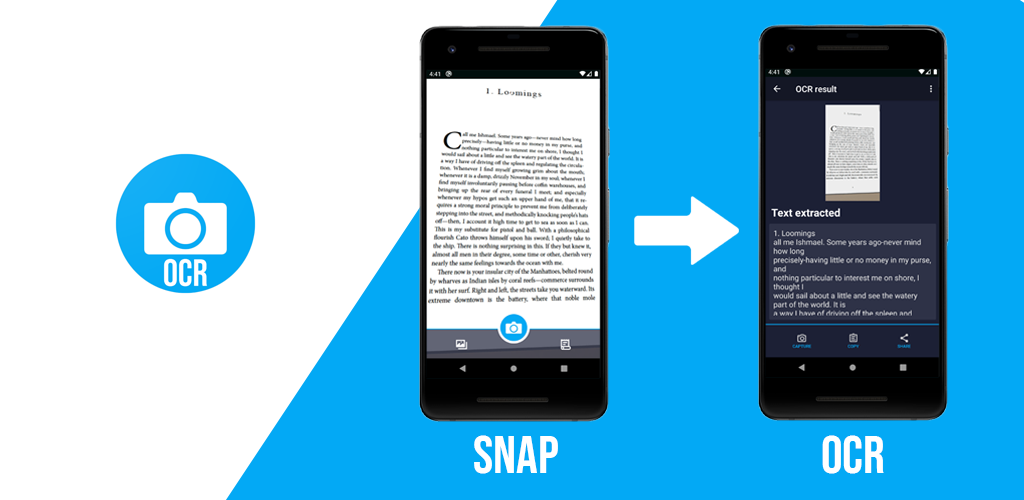 OCR
4:41
1. Loomings
Call me Ishmael. Some years ago—never mind how long
precisely—having little or no money in my purse, and
nothing particular to interest me on shore, I thought I
would sail about a little and see the watery part of the world. It is
a way I have of driving off the spleen and regulating the circula-
tion. Whenever I find myself growing grim about the mouth;
whenever it is a damp, drizzly November in my soul; whenever I
find myself involuntarily pausing before coffin warehouses, and
bringing up the rear of every funeral I meet, and especially
whenever my hypos get such an upper hand of me, that it re-
quires a strong moral principle to prevent me from deliberately
stepping into the street, and methodically knocking people's hats
off—then, I account it high time to get to sea as soon as I can.
This is my substitute for pistol and ball. With a philosophical
flourish Cato throws himself upon his sword; I quietly take to
the ship. There is nothing surprising in this. If they but knew it,
almost all men in their degree, some time or other, cherish very
nearly the same feelings towards the ocean with me.
There now is your insular city of the Manhattoes, belted round
by wharves as Indian isles by coral reefs—commerce surrounds
it with her surf. Right and left, the streets take you waterward. Its
extreme downtown is the battery, where that noble mole
SNAP
4:41
OCR result
1. Loomings
Text extracted
1. Loomings
all me Ishmael. Some years ago-never mind
how long
precisely-having little or no money in my purse,
and
nothing particular to interest me on shore, I
thought I
would sail about a little and see the watery
part of the world. It is
a way I have of driving off the spleen and
CAPTURE
COPY
SHARE
OCR